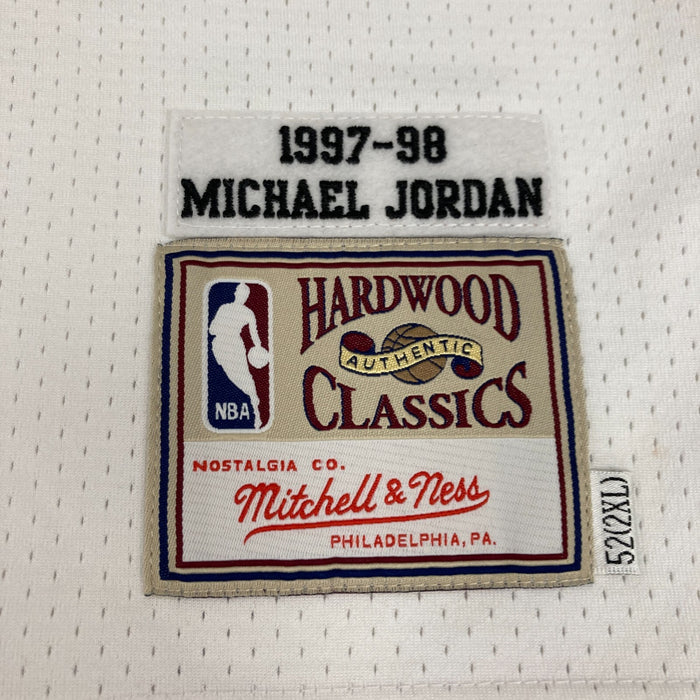 1997-98
MICHAEL JORDAN
HARDWOOD
AUTHENTIC
CLASSICS
NBA
NOSTALGIA CO.
Mitchell & Ness
PHILADELPHIA, PA.
52(2XL)